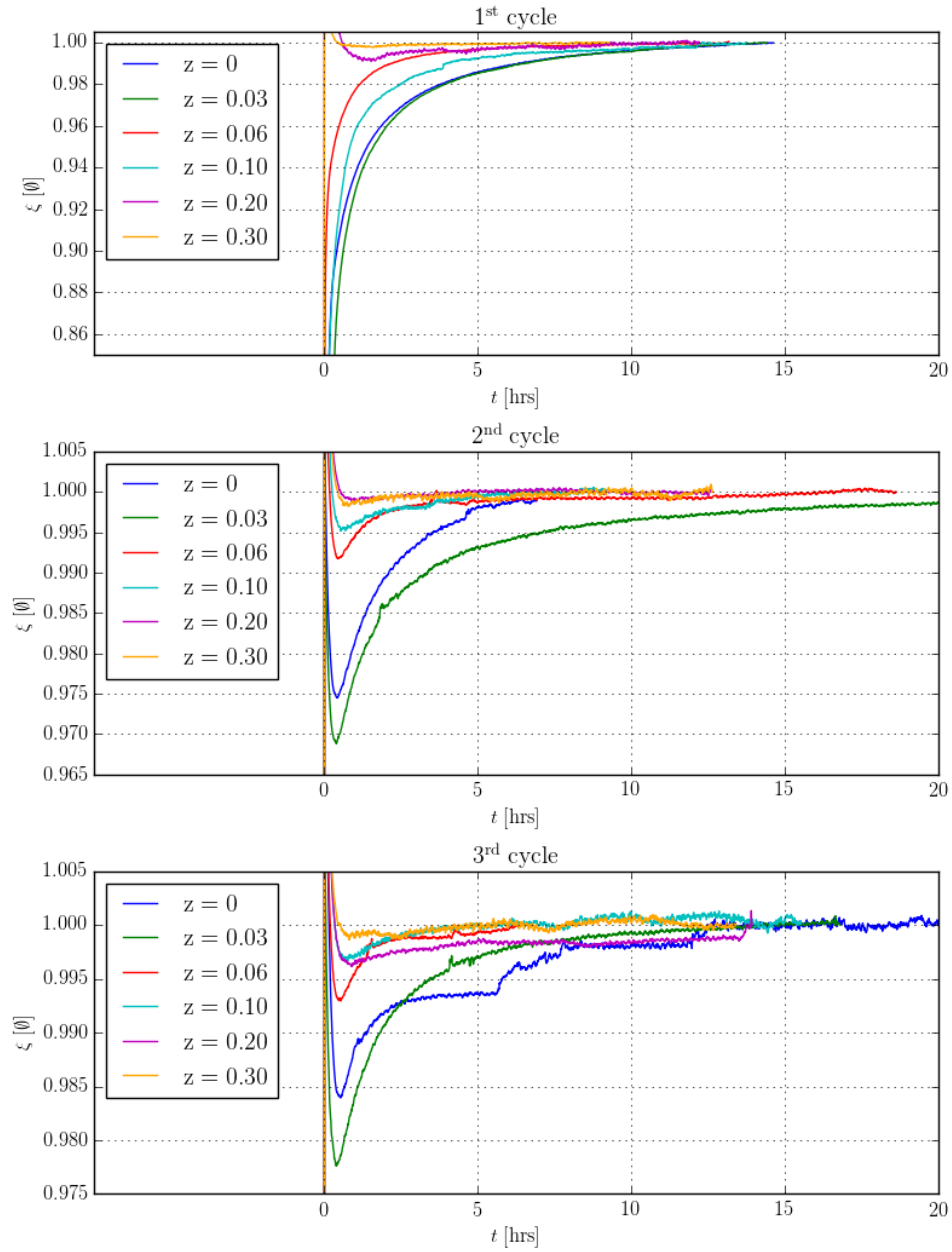 1st cycle
1.00
0.98
0.96
0.94
0.92
0.90
0.88
0.86
ξ [∅]
z = 0
z = 0.03
z = 0.06
z = 0.10
z = 0.20
z = 0.30
0 5 10 15 20
t [hrs]
2nd cycle
1.005
1.000
0.995
0.990
0.985
0.980
0.975
0.970
0.965
ξ [∅]
z = 0
z = 0.03
z = 0.06
z = 0.10
z = 0.20
z = 0.30
0 5 10 15 20
t [hrs]
3rd cycle
1.005
1.000
0.995
0.990
0.985
0.980
0.975
ξ [∅]
z = 0
z = 0.03
z = 0.06
z = 0.10
z = 0.20
z = 0.30
0 5 10 15 20
t [hrs]